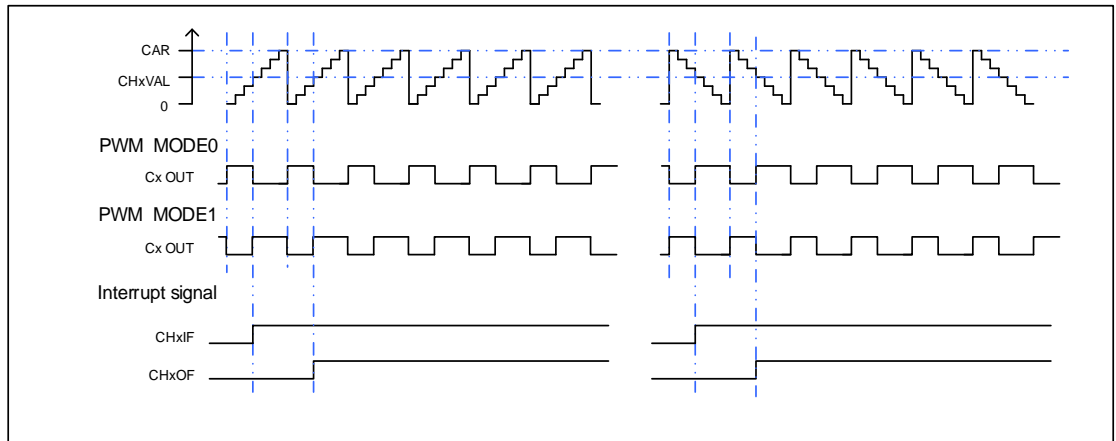 CAR
CHxVAL
0
PWM MODE0
Cx OUT
PWM MODE1
Cx OUT
Interrupt signal
CHxIF
CHxOF